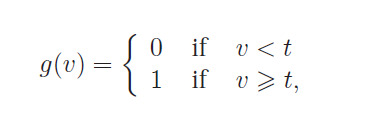 0 if v < t
g(v) = {
1 if v ⩾ t,